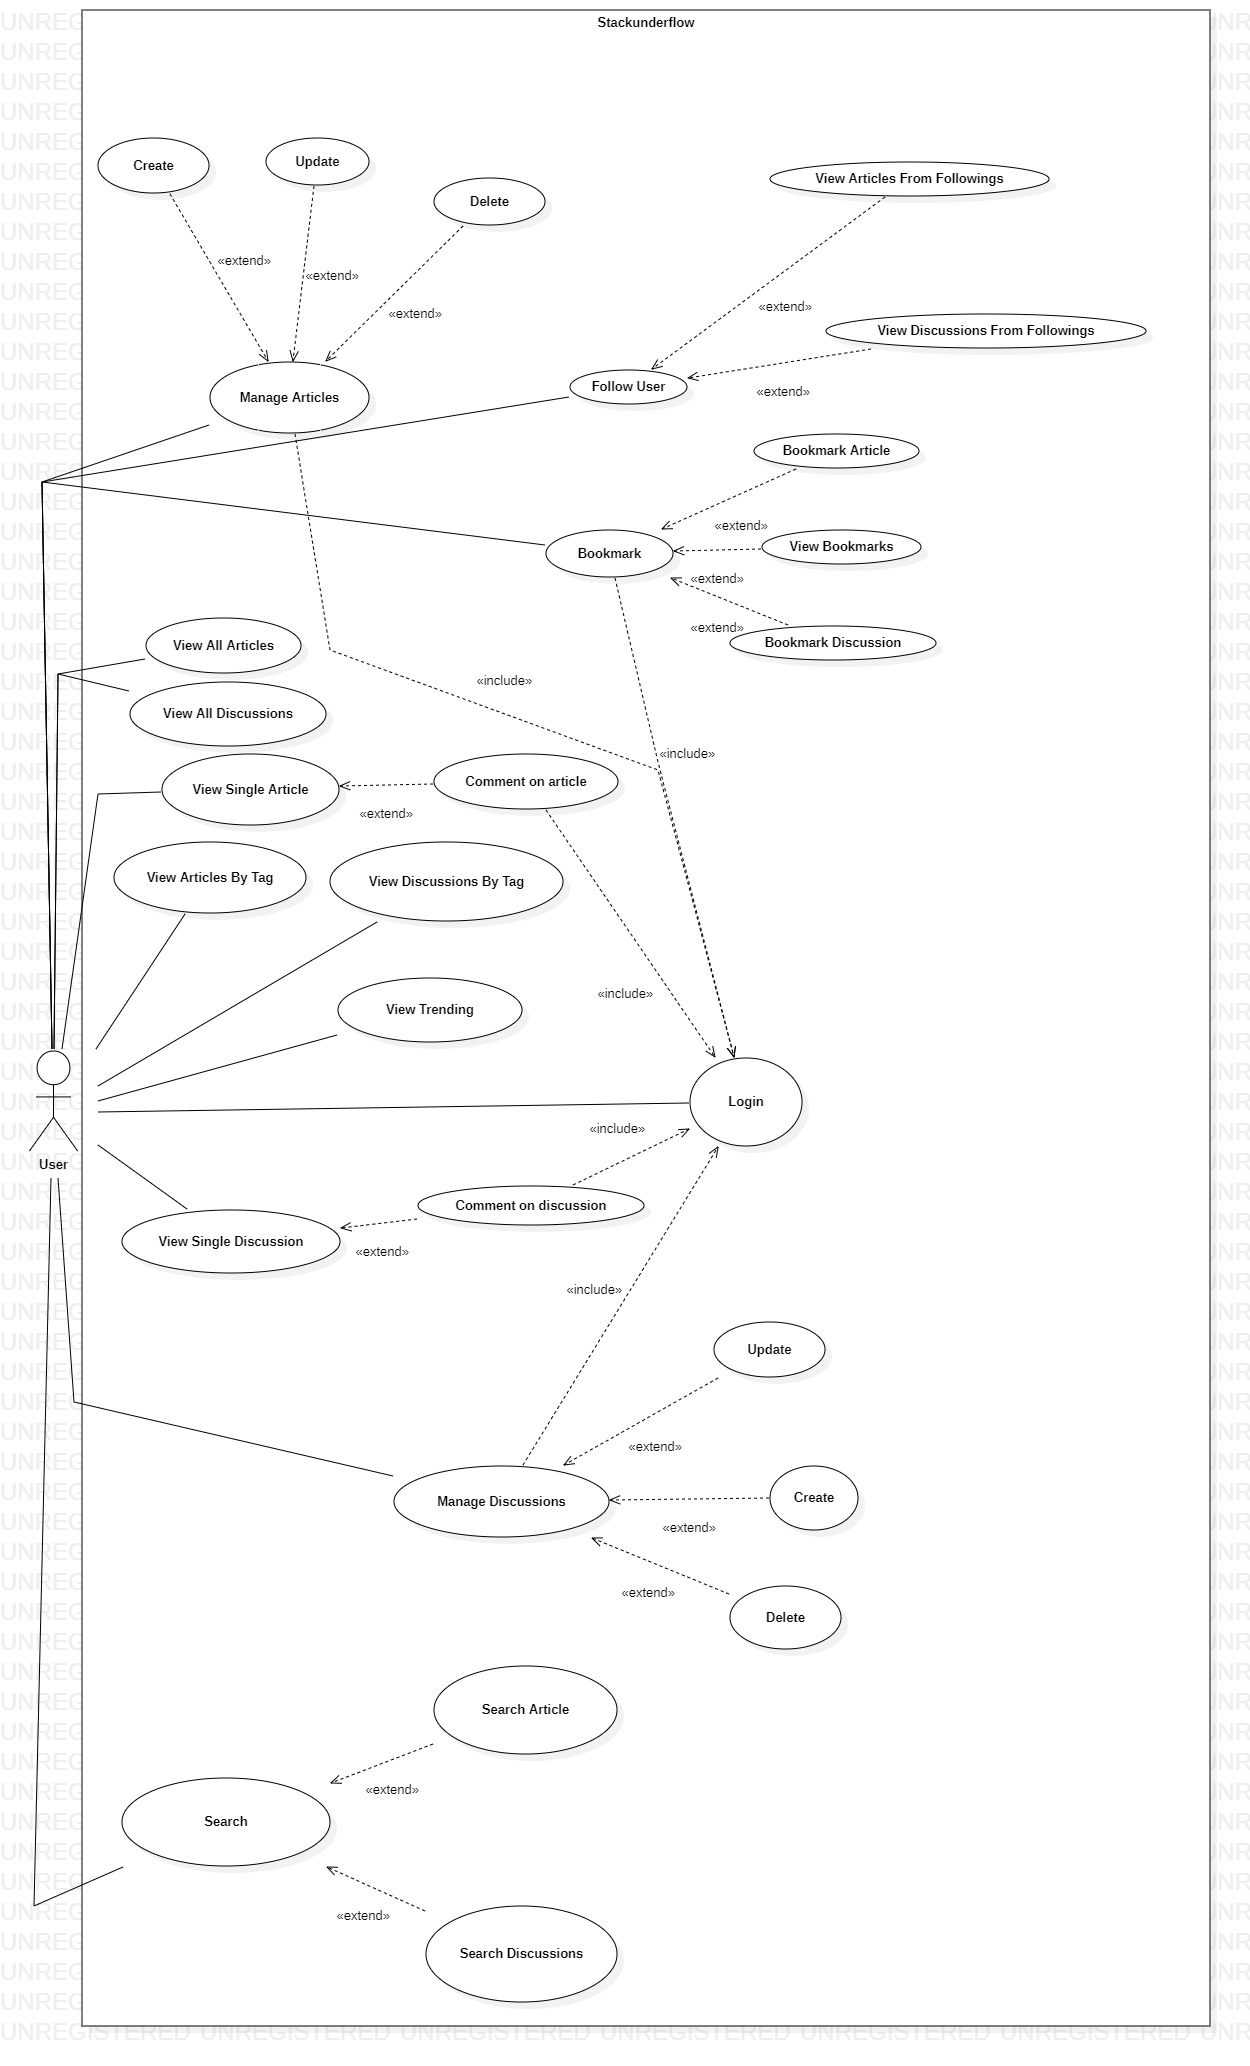 Stackunderflow
Create
Update
Delete
View Articles From Followings
«extend»
«extend»
«extend»
«extend»
View Discussions From Followings
Manage Articles
Follow User
«extend»
Bookmark Article
«extend»
Bookmark
View Bookmarks
«extend»
«extend»
Bookmark Discussion
View All Articles
«include»
View All Discussions
«include»
View Single Article
Comment on article
«extend»
View Articles By Tag
View Discussions By Tag
«include»
View Trending
Login
«include»
User
Comment on discussion
View Single Discussion
«extend»
«include»
Update
«extend»
Manage Discussions
Create
«extend»
«extend»
Delete
Search Article
«extend»
Search
«extend»
Search Discussions
UNREGISTERED UNREGISTERED UNREGISTERED UNREGISTERED UNREGISTERED UNREGISTERED UNR